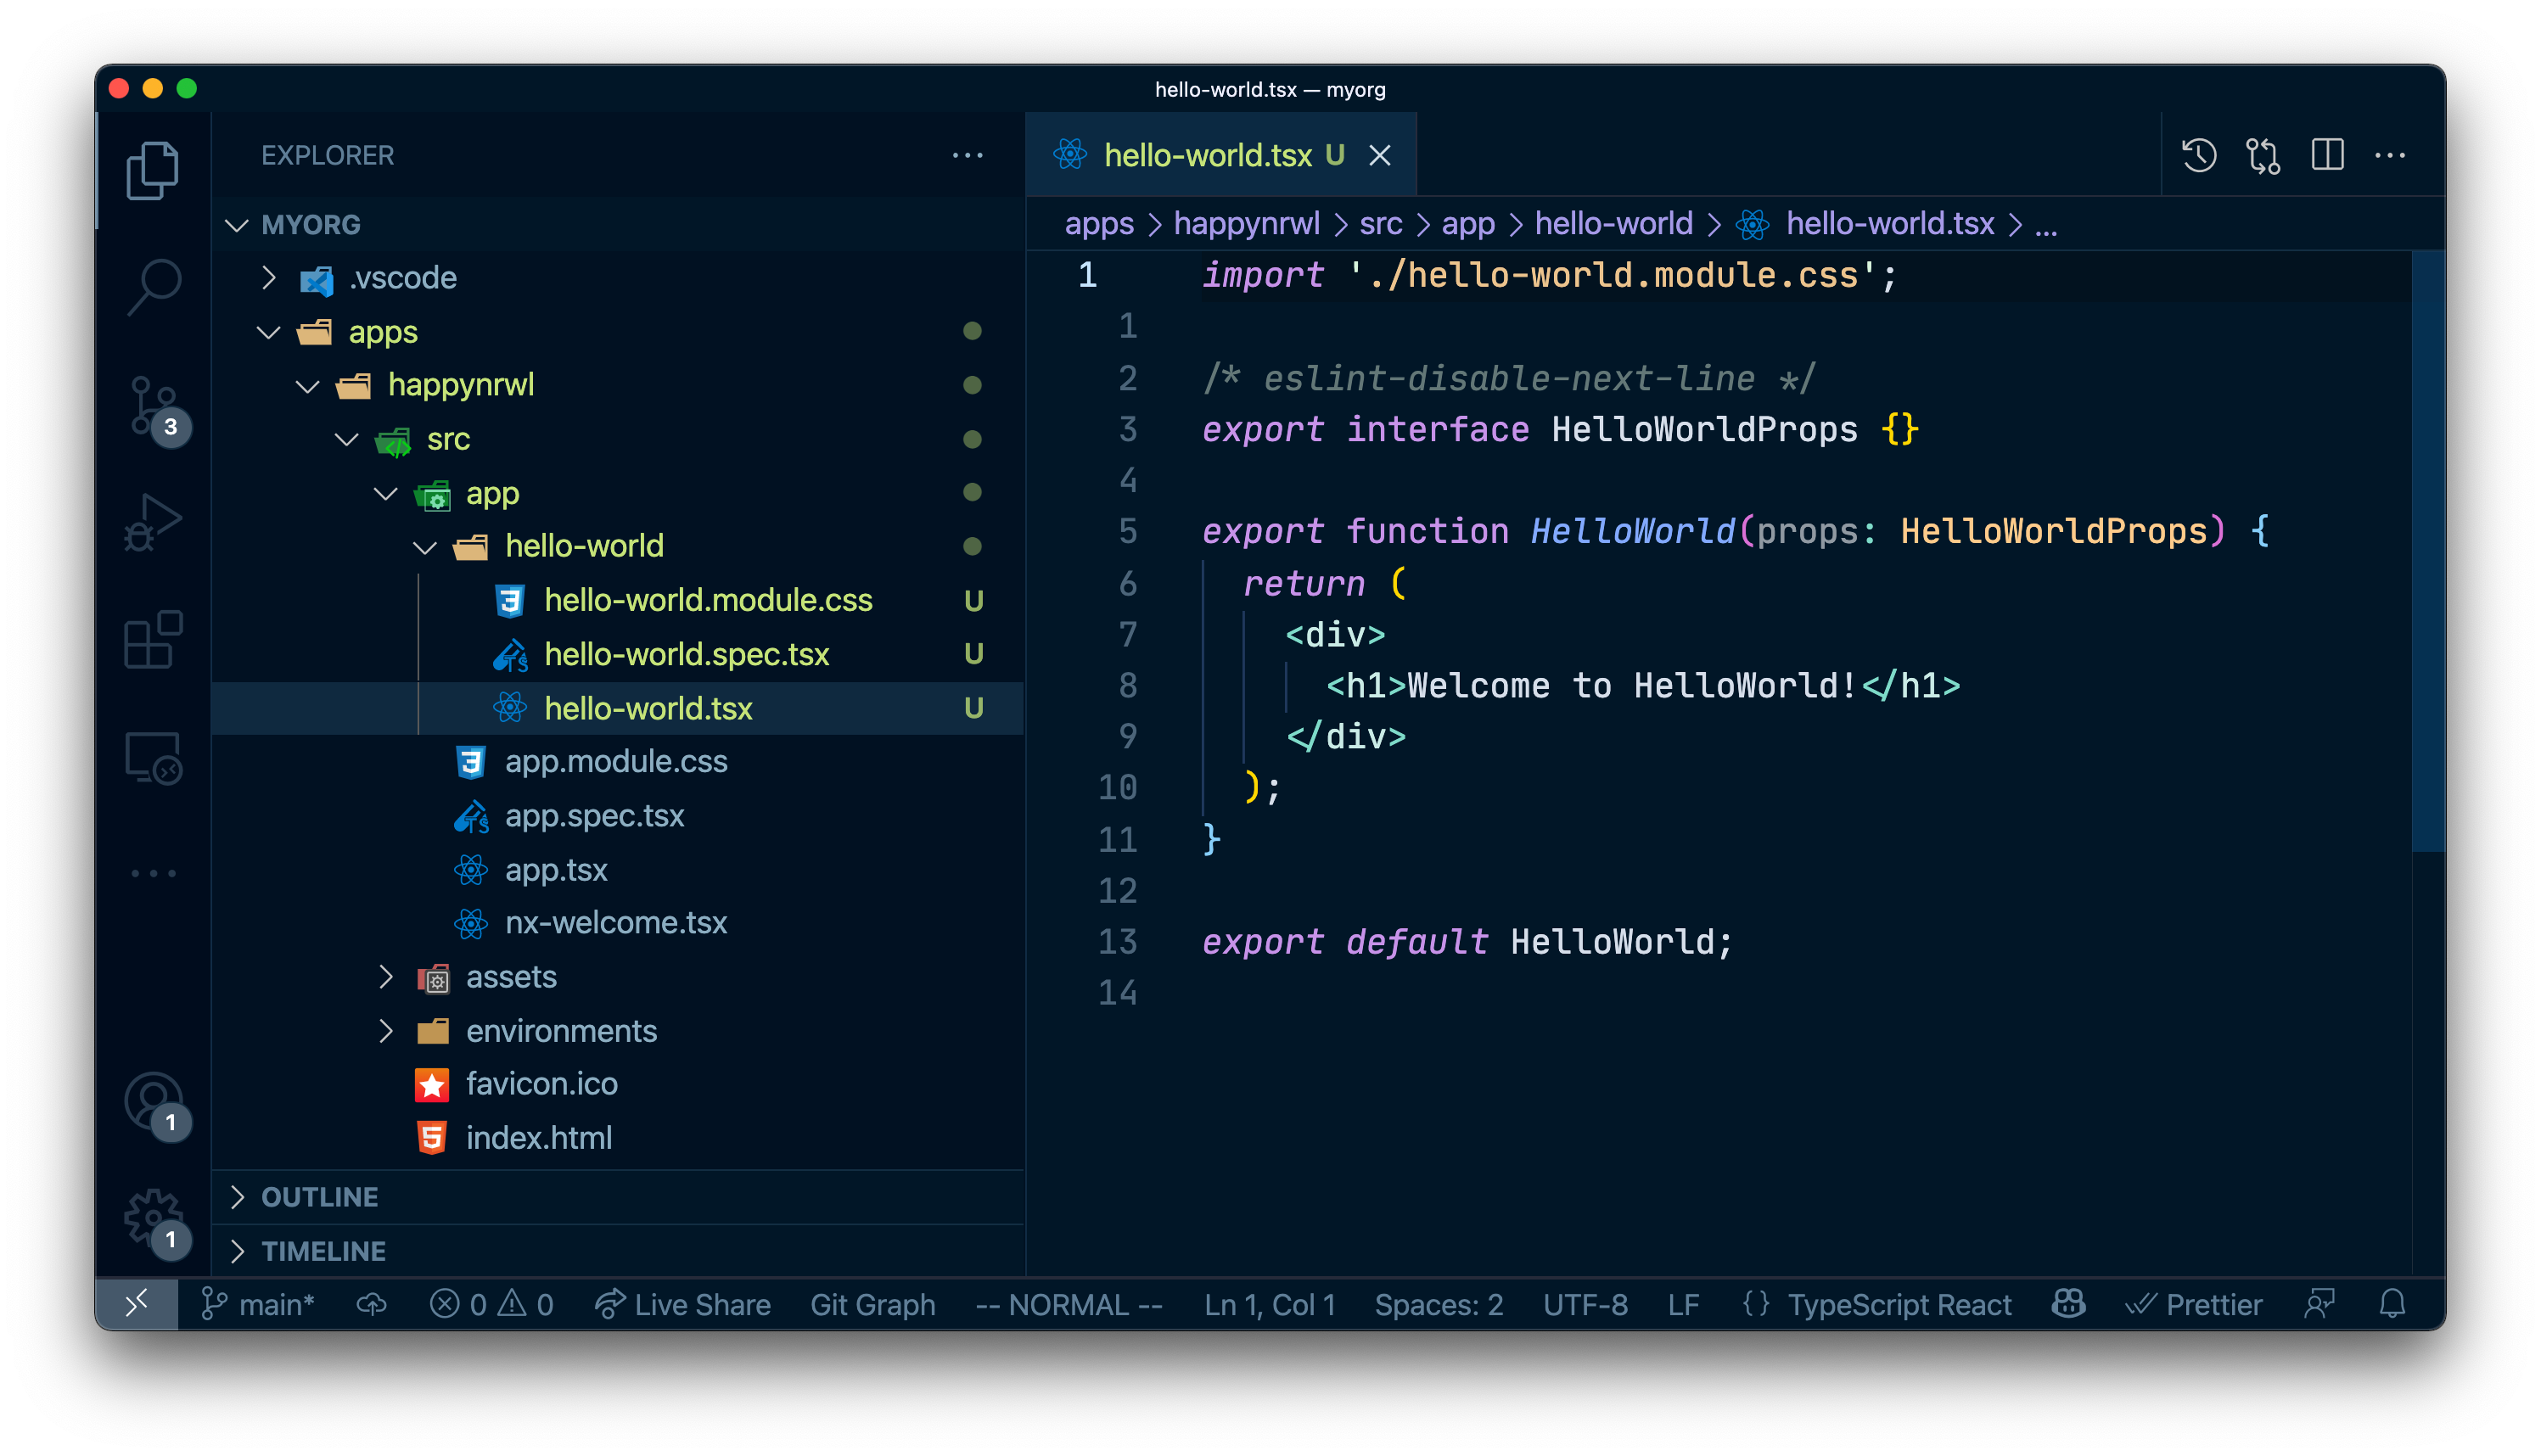 hello-world.tsx — myorg
EXPLORER
MYORG
.vscode
apps
happynrwl
src
app
hello-world
hello-world.module.css U
hello-world.spec.tsx U
hello-world.tsx U
app.module.css
app.spec.tsx
app.tsx
nx-welcome.tsx
assets
environments
favicon.ico
index.html
OUTLINE
TIMELINE
3
1
1
hello-world.tsx U
apps > happynrwl > src > app > hello-world > hello-world.tsx > ...
1 import './hello-world.module.css';
1
2 /* eslint-disable-next-line */
3 export interface HelloWorldProps {}
4
5 export function HelloWorld(props: HelloWorldProps) {
6 return (
7 <div>
8 <h1>Welcome to HelloWorld!</h1>
9 </div>
10 );
11 }
12
13 export default HelloWorld;
14
main* 0 0 Live Share Git Graph -- NORMAL -- Ln 1, Col 1 Spaces: 2 UTF-8 LF {} TypeScript React Prettier